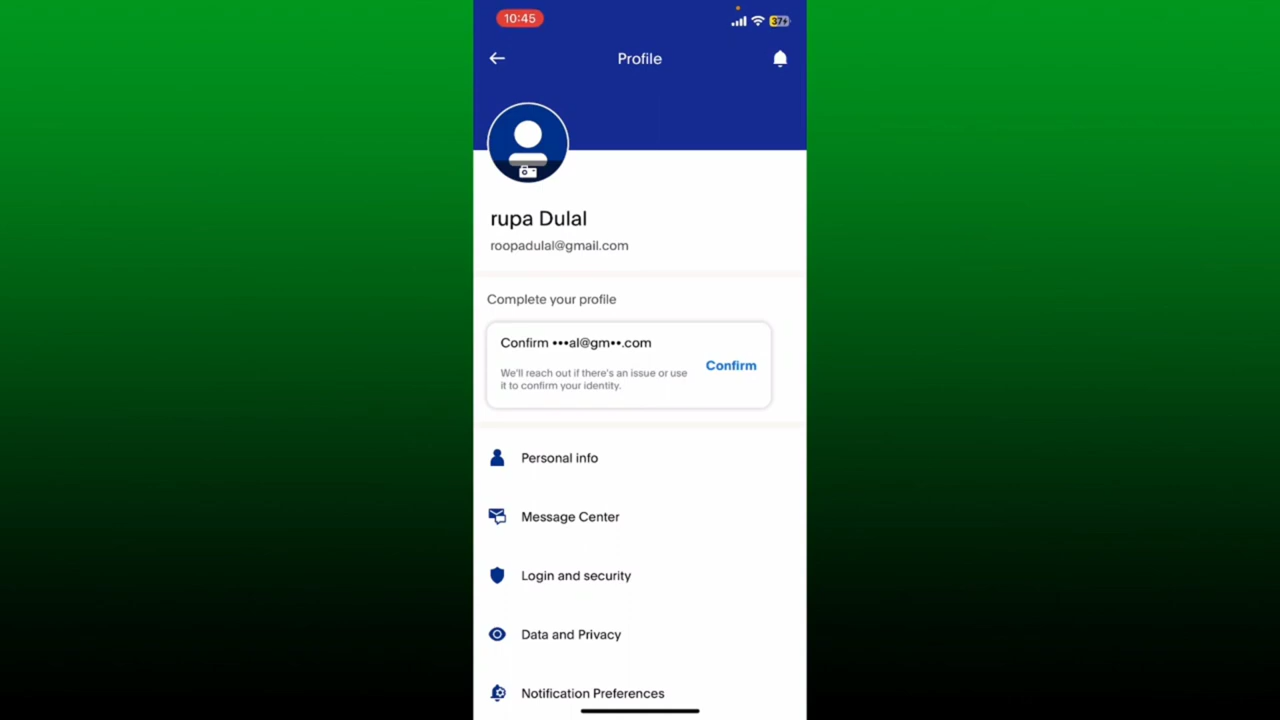 10:45
37
Profile
rupa Dulal
roopadulal@gmail.com
Complete your profile
Confirm •••al@gm••.com
We'll reach out if there's an issue or use
it to confirm your identity.
Confirm
Personal info
Message Center
Login and security
Data and Privacy
Notification Preferences